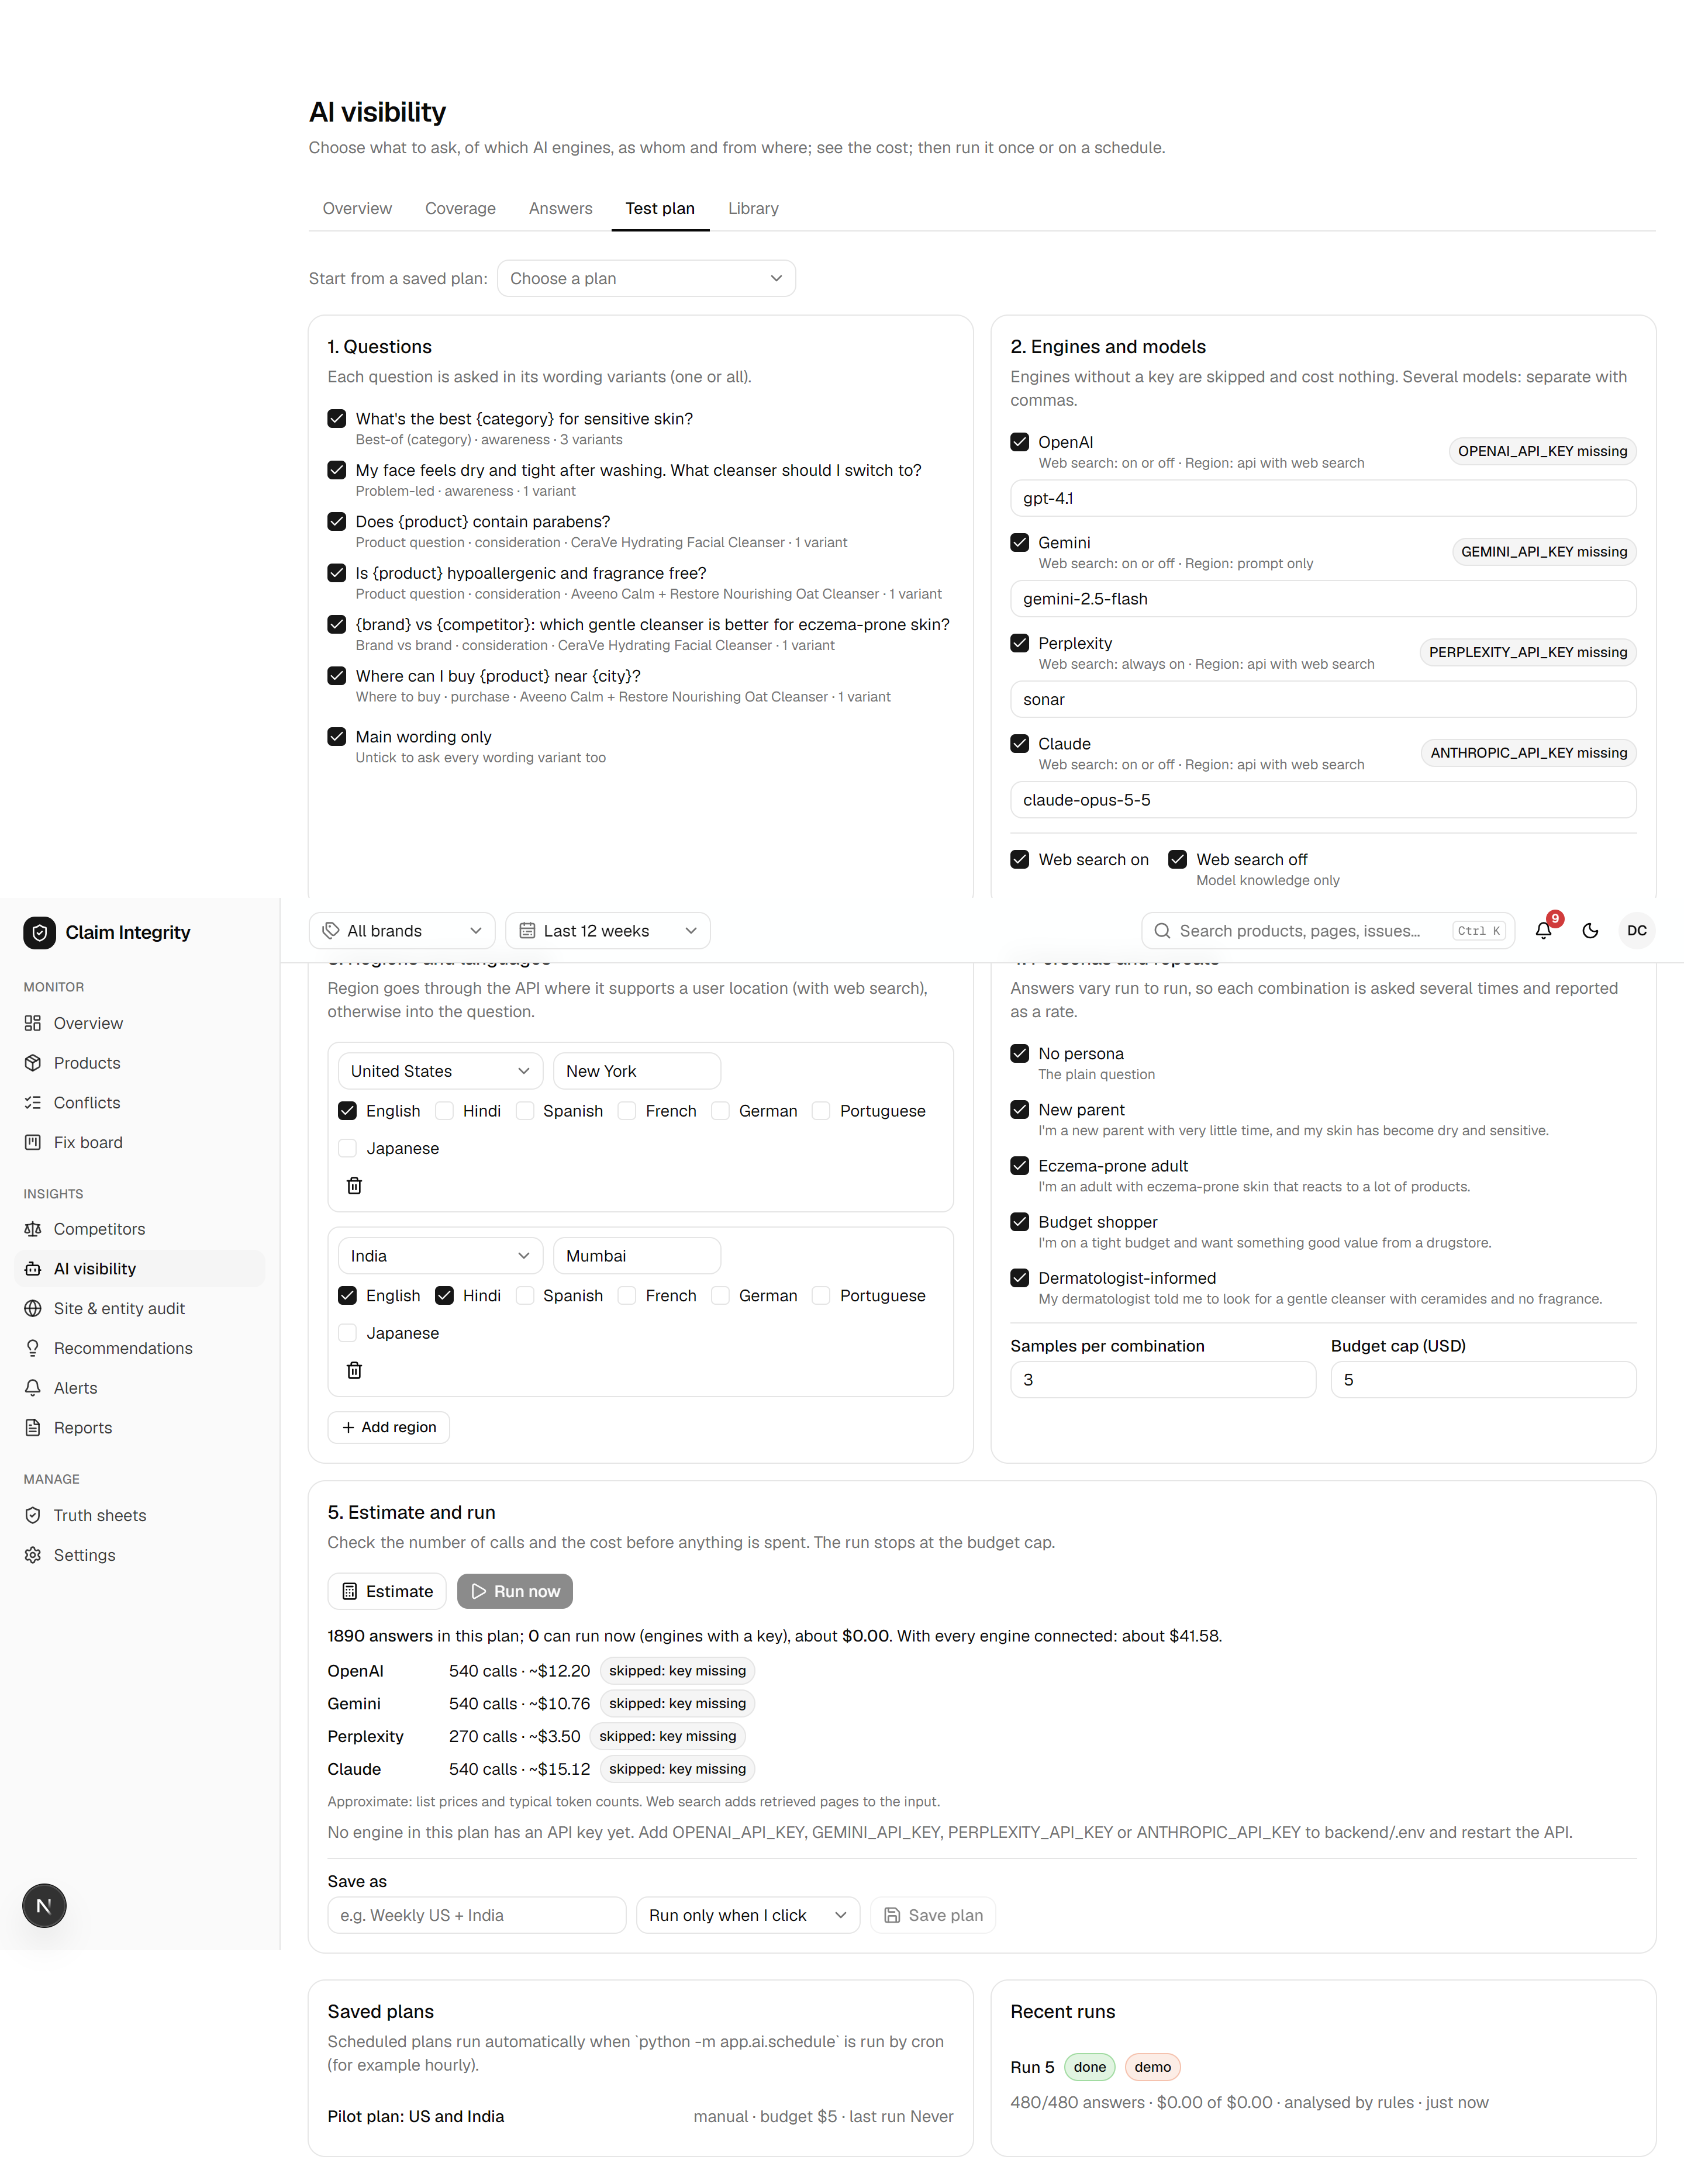 AI visibility
Choose what to ask, of which AI engines, as whom and from where; see the cost; then run it once or on a schedule.
Overview Coverage Answers Test plan Library
Start from a saved plan: Choose a plan
1. Questions
Each question is asked in its wording variants (one or all).
What's the best {category} for sensitive skin?
Best-of (category) · awareness · 3 variants
My face feels dry and tight after washing. What cleanser should I switch to?
Problem-led · awareness · 1 variant
Does {product} contain parabens?
Product question · consideration · CeraVe Hydrating Facial Cleanser · 1 variant
Is {product} hypoallergenic and fragrance free?
Product question · consideration · Aveeno Calm + Restore Nourishing Oat Cleanser · 1 variant
{brand} vs {competitor}: which gentle cleanser is better for eczema-prone skin?
Brand vs brand · consideration · CeraVe Hydrating Facial Cleanser · 1 variant
Where can I buy {product} near {city}?
Where to buy · purchase · Aveeno Calm + Restore Nourishing Oat Cleanser · 1 variant
Main wording only
Untick to ask every wording variant too
2. Engines and models
Engines without a key are skipped and cost nothing. Several models: separate with
commas.
OpenAI
Web search: on or off · Region: api with web search
OPENAI_API_KEY missing
gpt-4.1
Gemini
Web search: on or off · Region: prompt only
GEMINI_API_KEY missing
gemini-2.5-flash
Perplexity
Web search: always on · Region: api with web search
PERPLEXITY_API_KEY missing
sonar
Claude
Web search: on or off · Region: api with web search
ANTHROPIC_API_KEY missing
claude-opus-5-5
Web search on
Web search off
Model knowledge only
Claim Integrity
MONITOR
Overview
Products
Conflicts
Fix board
INSIGHTS
Competitors
AI visibility
Site & entity audit
Recommendations
Alerts
Reports
MANAGE
Truth sheets
Settings
N
All brands
Last 12 weeks
Search products, pages, issues...
Ctrl K
9
DC
Region goes through the API where it supports a user location (with web search),
otherwise into the question.
United States New York
English Hindi Spanish French German Portuguese
Japanese
India Mumbai
English Hindi Spanish French German Portuguese
Japanese
+ Add region
Answers vary run to run, so each combination is asked several times and reported
as a rate.
No persona
The plain question
New parent
I'm a new parent with very little time, and my skin has become dry and sensitive.
Eczema-prone adult
I'm an adult with eczema-prone skin that reacts to a lot of products.
Budget shopper
I'm on a tight budget and want something good value from a drugstore.
Dermatologist-informed
My dermatologist told me to look for a gentle cleanser with ceramides and no fragrance.
Samples per combination Budget cap (USD)
3 5
5. Estimate and run
Check the number of calls and the cost before anything is spent. The run stops at the budget cap.
Estimate Run now
1890 answers in this plan; 0 can run now (engines with a key), about $0.00. With every engine connected: about $41.58.
OpenAI 540 calls · ~$12.20 skipped: key missing
Gemini 540 calls · ~$10.76 skipped: key missing
Perplexity 270 calls · ~$3.50 skipped: key missing
Claude 540 calls · ~$15.12 skipped: key missing
Approximate: list prices and typical token counts. Web search adds retrieved pages to the input.
No engine in this plan has an API key yet. Add OPENAI_API_KEY, GEMINI_API_KEY, PERPLEXITY_API_KEY or ANTHROPIC_API_KEY to backend/.env and restart the API.
Save as
e.g. Weekly US + India
Run only when I click
Save plan
Saved plans
Scheduled plans run automatically when `python -m app.ai.schedule` is run by cron
(for example hourly).
Pilot plan: US and India manual · budget $5 · last run Never
Recent runs
Run 5 done demo
480/480 answers · $0.00 of $0.00 · analysed by rules · just now